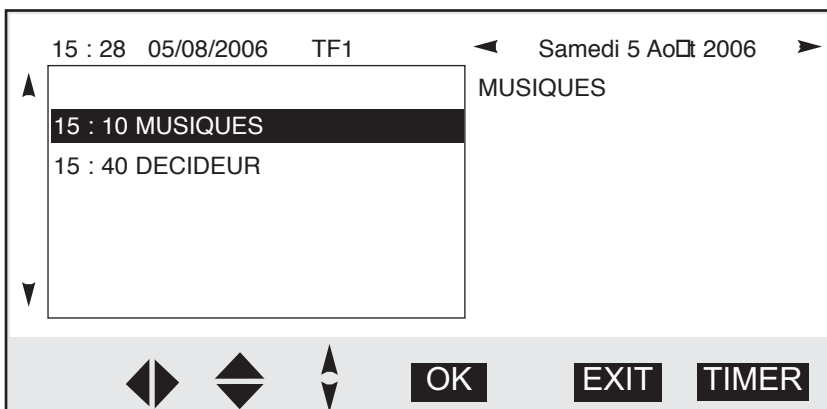 15 : 28 05/08/2006 TF1 Samedi 5 Ao□t 2006
MUSIQUES
15 : 10 MUSIQUES
15 : 40 DECIDEUR
OK EXIT TIMER